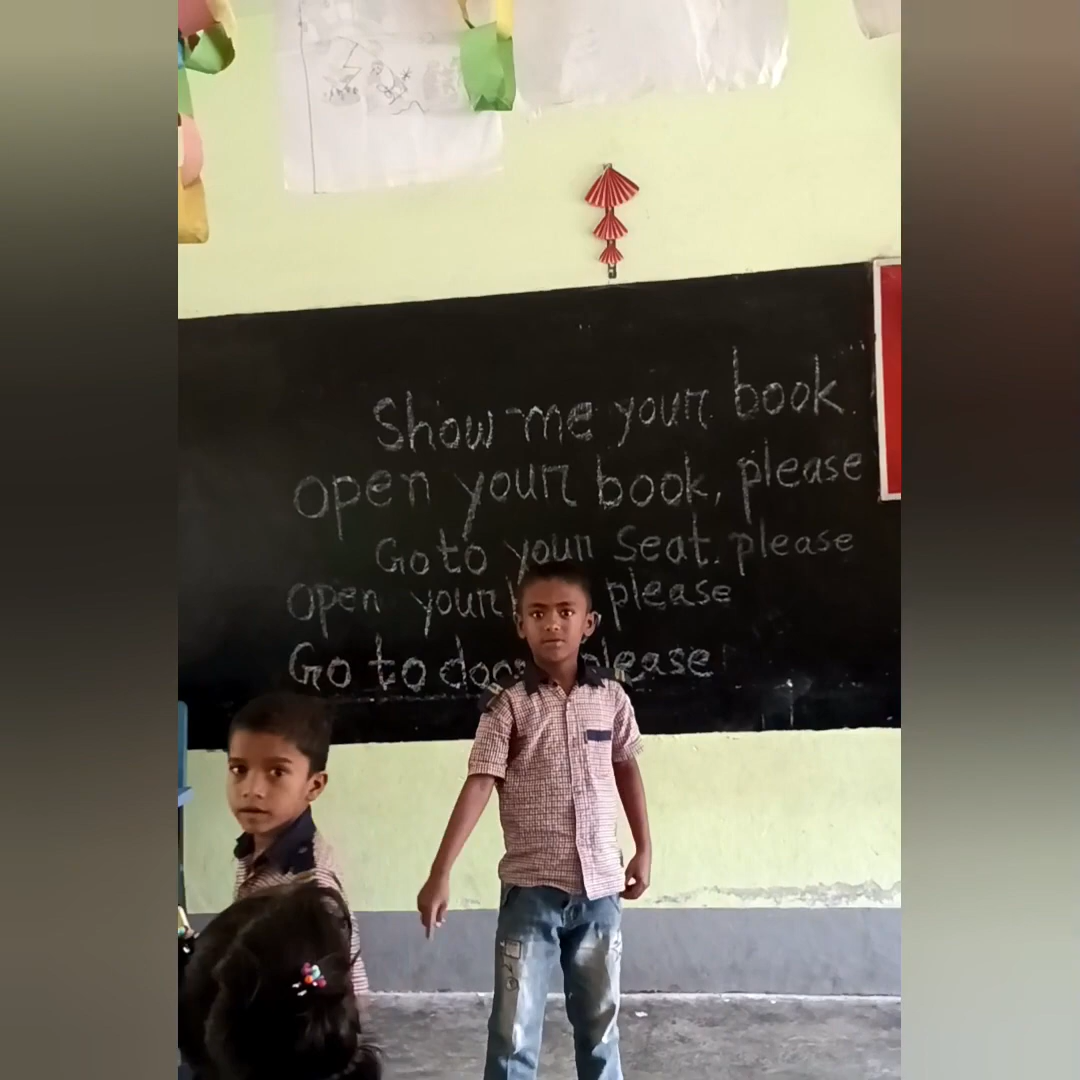 Show me your book.
open your book, please
Go to your Seat. please
open your please
Go to door please